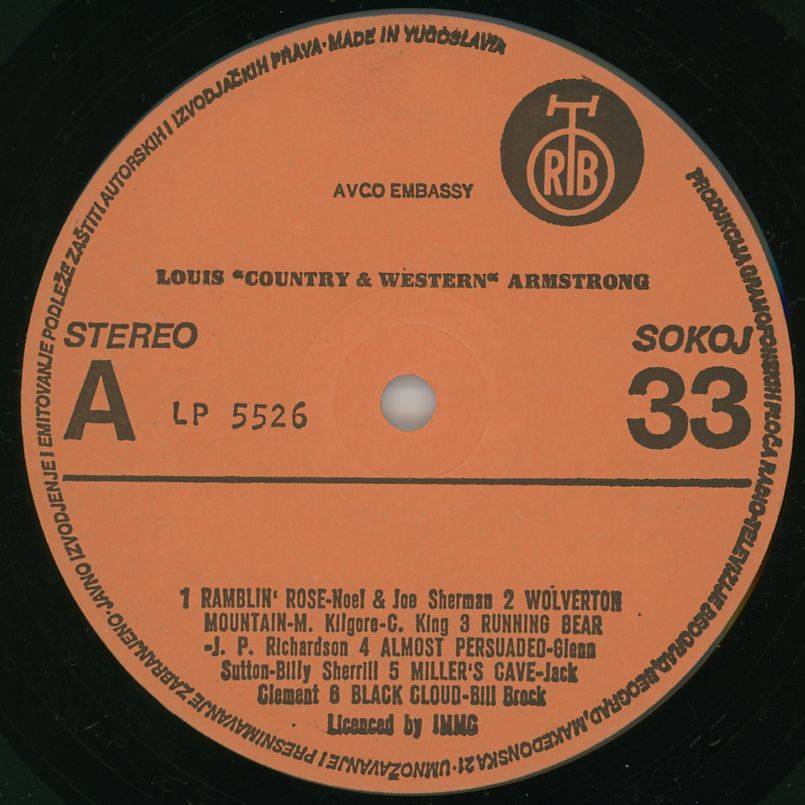 PRODUKCIJA GRAMOFONSKIH PLOČA RADIO-TELEVIZIJE BEOGRAD, BEOGRAD, MAKEDONSKA 21 · UMNOŽAVANJE I PRESNIMAVANJE ZABRANJENO · JAVNO IZVODJENJE I EMITOVANJE PODLEŽE ZAŠTITI AUTORSKIH I IZVODJAČKIH PRAVA · MADE IN YUGOSLAVIA
RTB
AVCO EMBASSY
LOUIS "COUNTRY & WESTERN" ARMSTRONG
STEREO SOKOJ
A LP 5526 33
1 RAMBLIN' ROSE-Noel & Joe Sherman 2 WOLVERTON
MOUNTAIN-M. Kilgore-C. King 3 RUNNING BEAR
-J. P. Richardson 4 ALMOST PERSUADED-Glenn
Sutton-Billy Sherrill 5 MILLER'S CAVE-Jack
Clement 6 BLACK CLOUD-Bill Brock
Licenced by IMMG